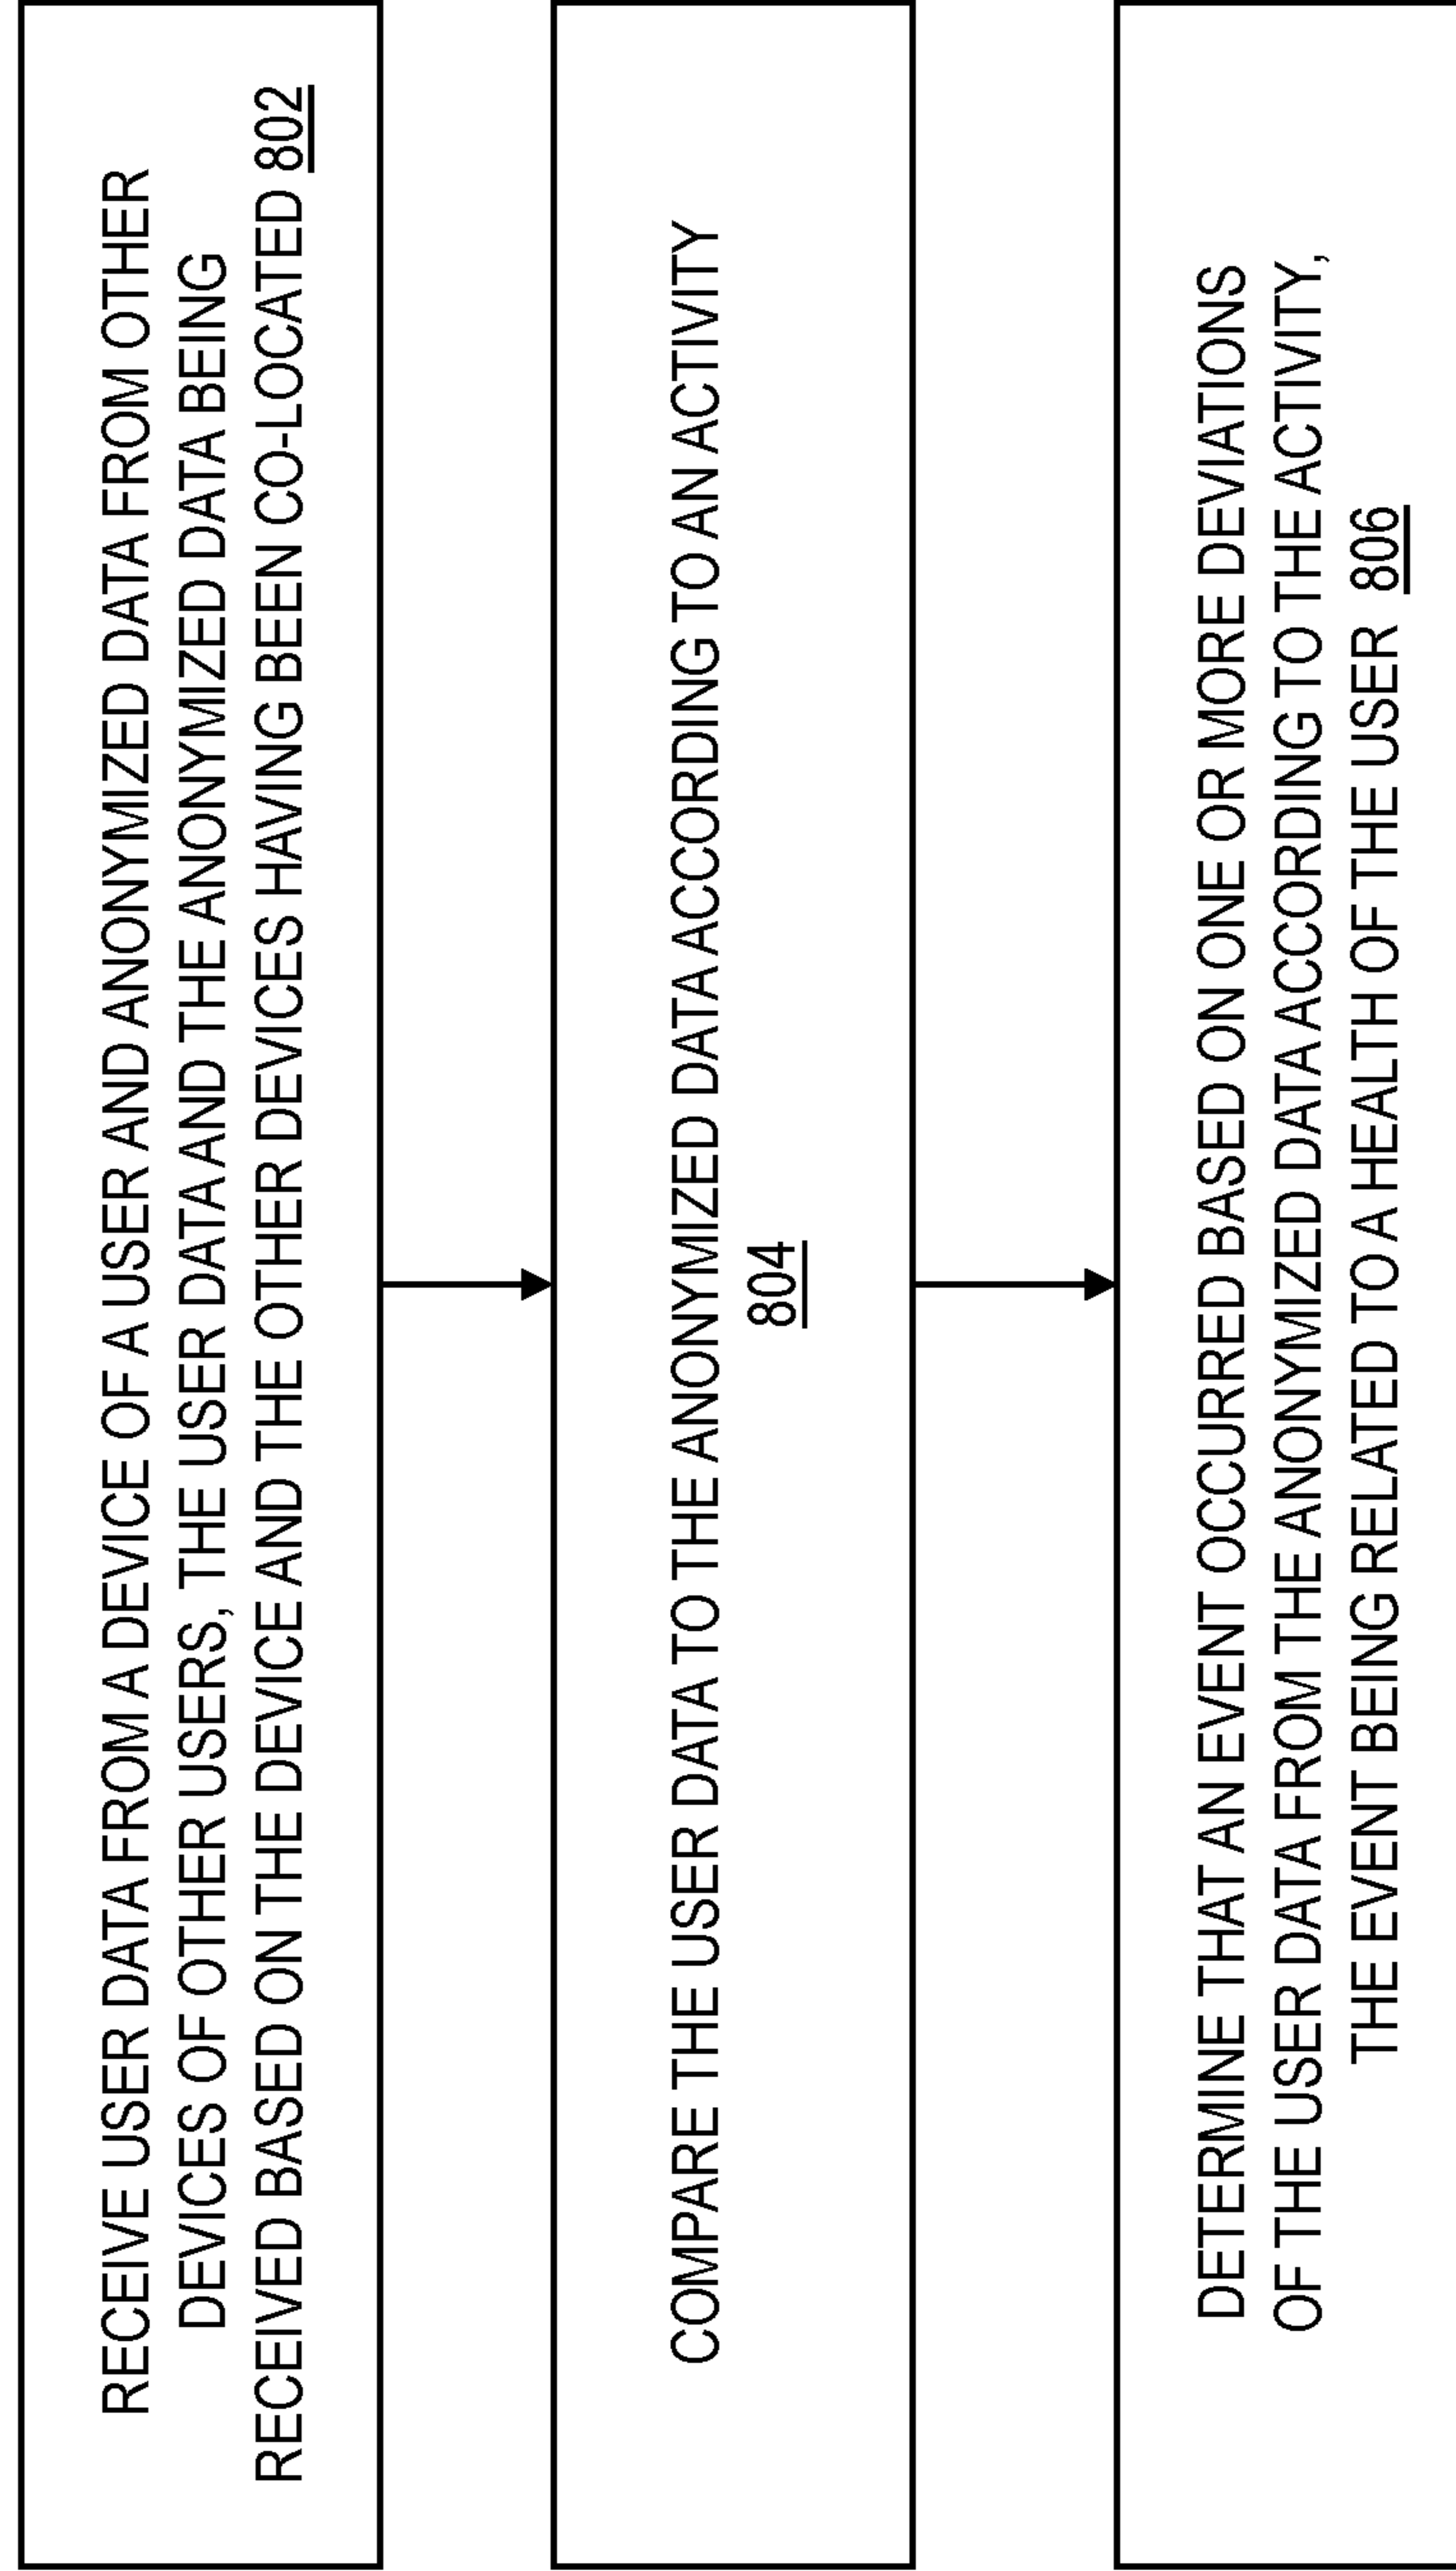 RECEIVE USER DATA FROM A DEVICE OF A USER AND ANONYMIZED DATA FROM OTHER
DEVICES OF OTHER USERS, THE USER DATA AND THE ANONYMIZED DATA BEING
RECEIVED BASED ON THE DEVICE AND THE OTHER DEVICES HAVING BEEN CO-LOCATED 802
COMPARE THE USER DATA TO THE ANONYMIZED DATA ACCORDING TO AN ACTIVITY
804
DETERMINE THAT AN EVENT OCCURRED BASED ON ONE OR MORE DEVIATIONS
OF THE USER DATA FROM THE ANONYMIZED DATA ACCORDING TO THE ACTIVITY,
THE EVENT BEING RELATED TO A HEALTH OF THE USER 806